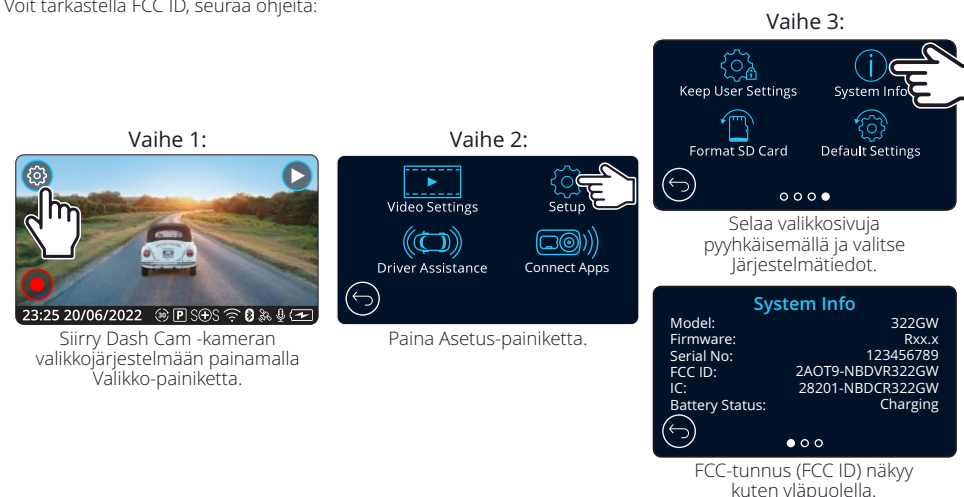 Voit tarkastella FCC ID, seuraa ohjeita:
Vaihe 1:
23:25 20/06/2022 30 P SOS
Siirry Dash Cam -kameran
valikkojärjestelmään painamalla
Valikko-painiketta.
Vaihe 2:
Video Settings
Setup
Driver Assistance
Connect Apps
Paina Asetus-painiketta.
Vaihe 3:
Keep User Settings
System Info
Format SD Card
Default Settings
Selaa valikkosivuja
pyyhkäisemällä ja valitse
Järjestelmätiedot.
System Info
Model: 322GW
Firmware: Rxx.x
Serial No: 123456789
FCC ID: 2AOT9-NBDVR322GW
IC: 28201-NBDCR322GW
Battery Status: Charging
FCC-tunnus (FCC ID) näkyy
kuten yläpuolella.